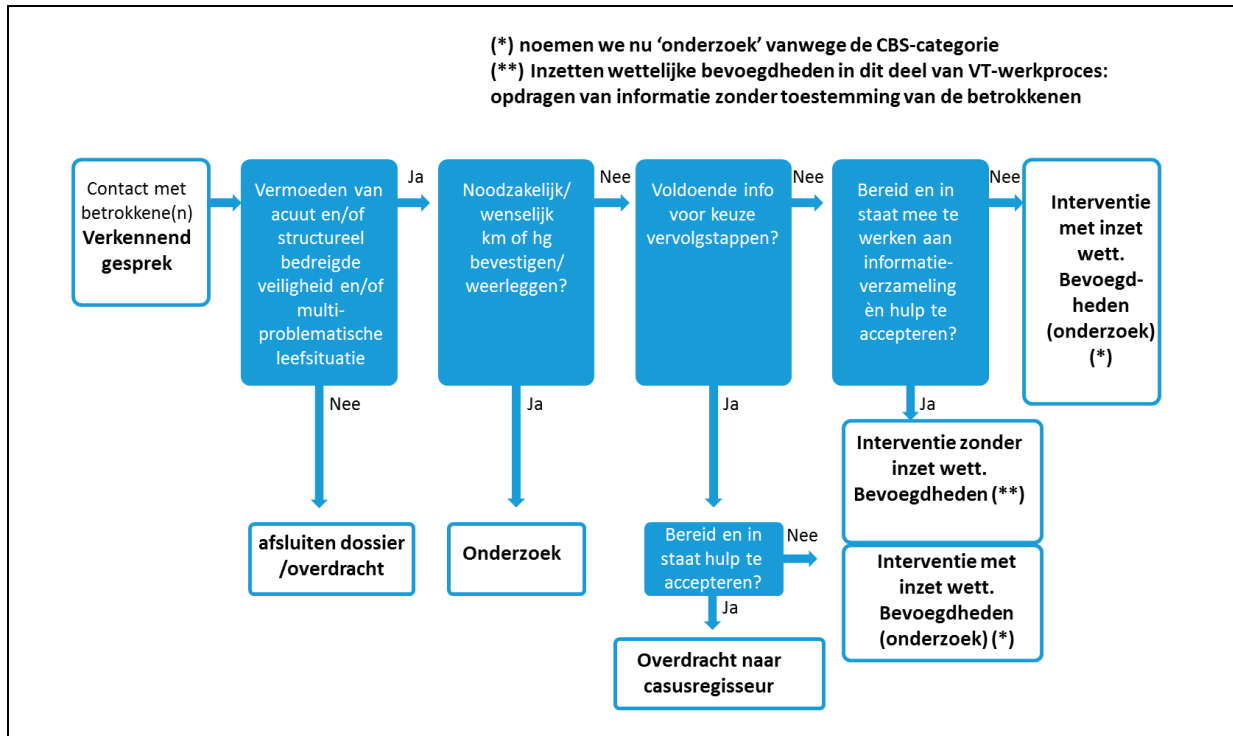 (*) noemen we nu ‘onderzoek’ vanwege de CBS-categorie
(**) Inzetten wettelijke bevoegdheden in dit deel van VT-werkproces:
opdragen van informatie zonder toestemming van de betrokkenen
Contact met
betrokkene(n)
Verkennend
gesprek
Vermoeden van
acuut en/of
structureel
bedreigde
veiligheid en/of
multi-
problematische
leefsituatie
Ja
Noodzakelijk/
wenselijk
km of hg
bevestigen/
weerleggen?
Nee
Voldoende info
voor keuze
vervolgstappen?
Nee
Bereid en in
staat mee te
werken aan
informatie-
verzameling
èn hulp te
accepteren?
Nee
Interventie
met inzet
wett.
Bevoegd-
heden
(onderzoek)
(*)
Nee
Ja
Ja
Ja
afsluiten dossier
/overdracht
Onderzoek
Bereid en in
staat hulp te
accepteren?
Nee
Interventie zonder
inzet wett.
Bevoegdheden (**)
Interventie met
inzet wett.
Bevoegdheden
(onderzoek) (*)
Ja
Overdracht naar
casusregisseur